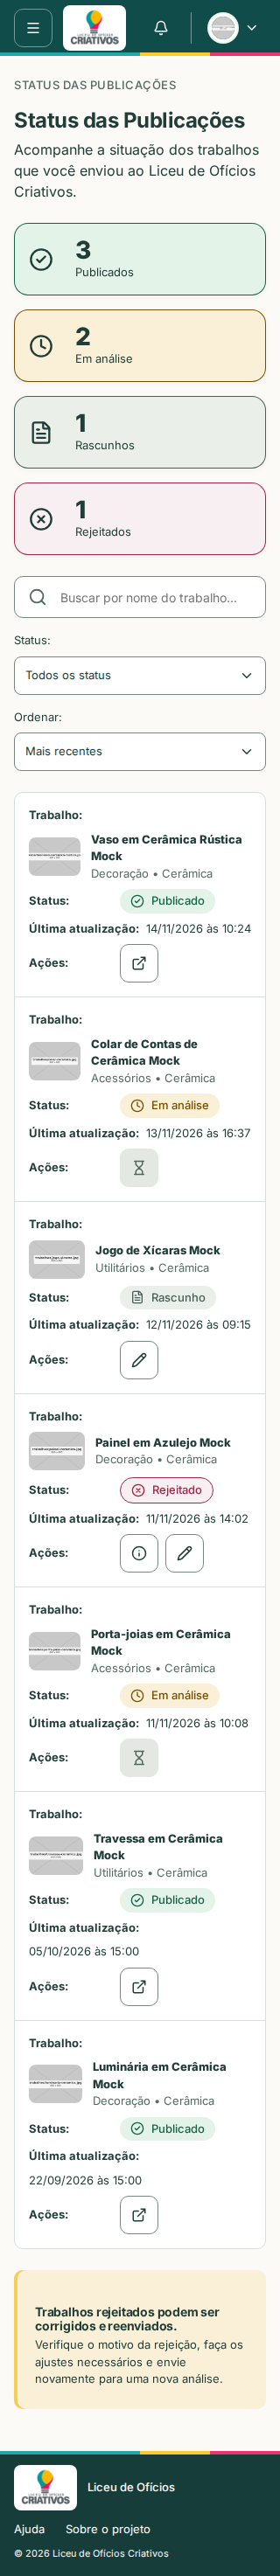 CRIATIVOS
STATUS DAS PUBLICAÇÕES
Status das Publicações
Acompanhe a situação dos trabalhos
que você enviou ao Liceu de Ofícios
Criativos.
3
Publicados
2
Em análise
1
Rascunhos
1
Rejeitados
Buscar por nome do trabalho...
Status:
Todos os status
Ordenar:
Mais recentes
Trabalho:
Vaso em Cerâmica Rústica
Mock
Decoração • Cerâmica
Status: Publicado
Última atualização: 14/11/2026 às 10:24
Ações:
Trabalho:
Colar de Contas de
Cerâmica Mock
Acessórios • Cerâmica
Status: Em análise
Última atualização: 13/11/2026 às 16:37
Ações:
Trabalho:
Jogo de Xícaras Mock
Utilitários • Cerâmica
Status: Rascunho
Última atualização: 12/11/2026 às 09:15
Ações:
Trabalho:
Painel em Azulejo Mock
Decoração • Cerâmica
Status: Rejeitado
Última atualização: 11/11/2026 às 14:02
Ações:
Trabalho:
Porta-joias em Cerâmica
Mock
Acessórios • Cerâmica
Status: Em análise
Última atualização: 11/11/2026 às 10:08
Ações:
Trabalho:
Travessa em Cerâmica
Mock
Utilitários • Cerâmica
Status: Publicado
Última atualização:
05/10/2026 às 15:00
Ações:
Trabalho:
Luminária em Cerâmica
Mock
Decoração • Cerâmica
Status: Publicado
Última atualização:
22/09/2026 às 15:00
Ações:
Trabalhos rejeitados podem ser
corrigidos e reenviados.
Verifique o motivo da rejeição, faça os
ajustes necessários e envie
novamente para uma nova análise.
CRIATIVOS
Liceu de Ofícios
Ajuda Sobre o projeto
© 2026 Liceu de Ofícios Criativos